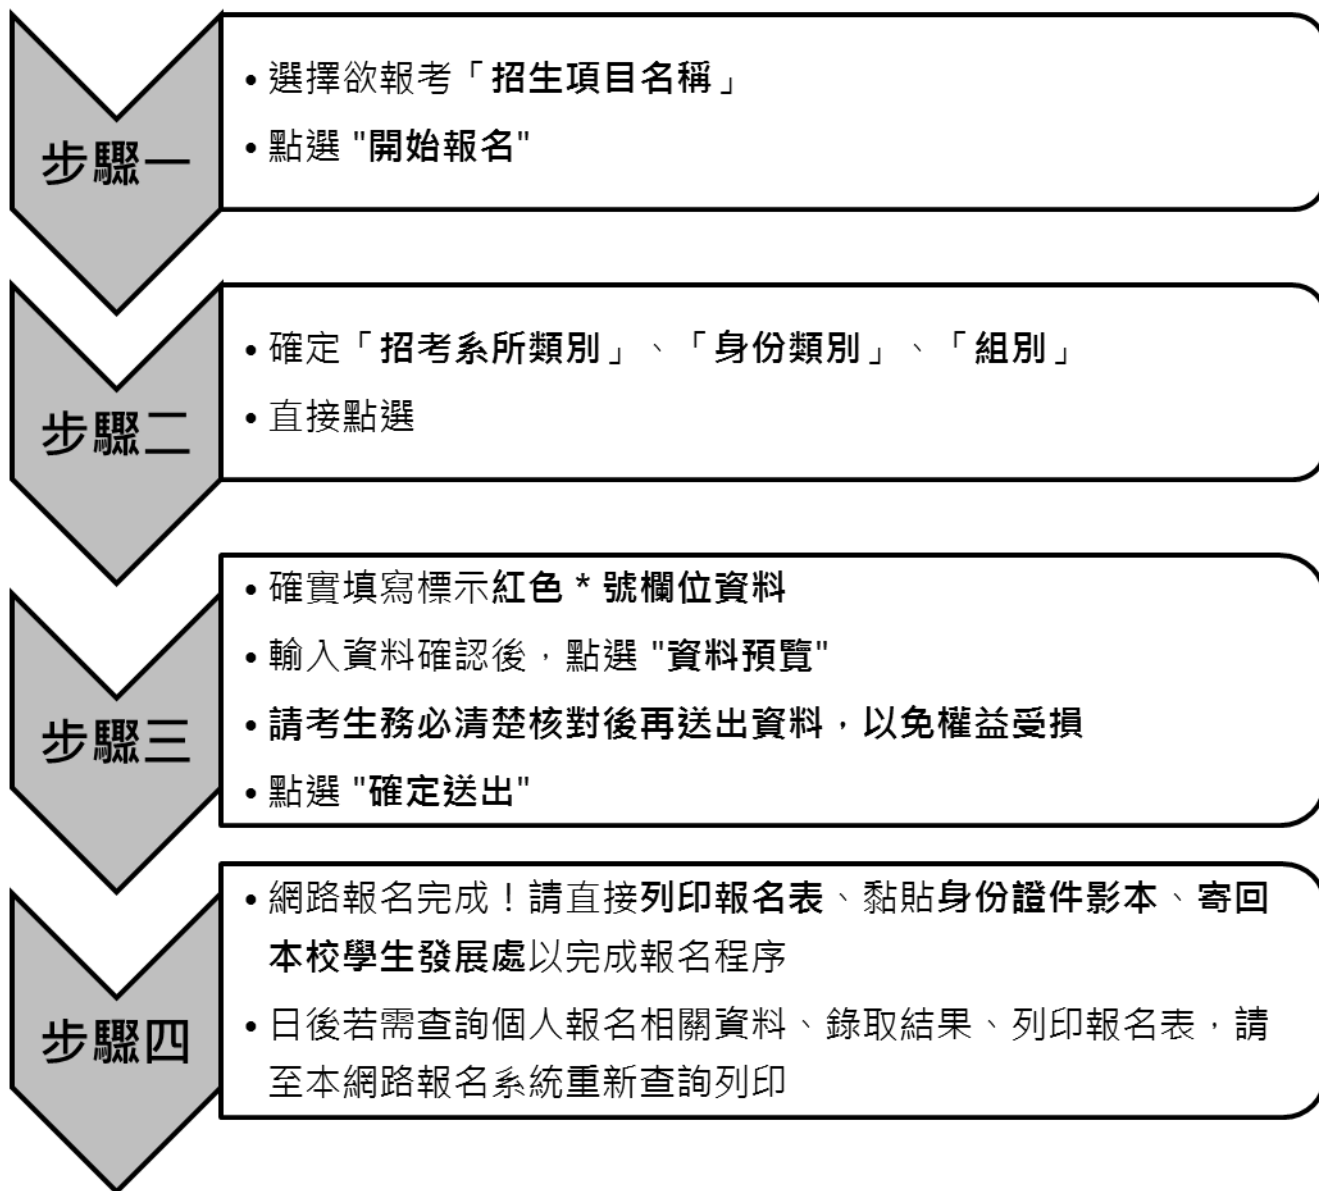 步驟一
• 選擇欲報考「招生項目名稱」
• 點選 "開始報名"
步驟二
• 確定「招考系所類別」、「身份類別」、「組別」
• 直接點選
步驟三
• 確實填寫標示紅色 * 號欄位資料
• 輸入資料確認後，點選 "資料預覽"
• 請考生務必清楚核對後再送出資料，以免權益受損
• 點選 "確定送出"
步驟四
• 網路報名完成！請直接列印報名表、黏貼身份證件影本、寄回
本校學生發展處以完成報名程序
• 日後若需查詢個人報名相關資料、錄取結果、列印報名表，請
至本網路報名系統重新查詢列印